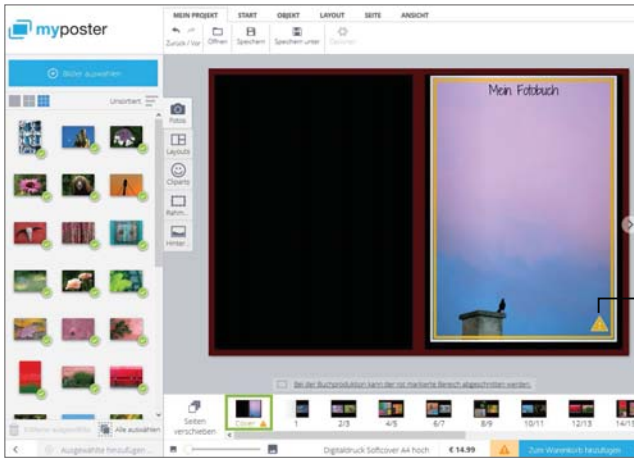 myposter
MEIN PROJEKT START OBJEKT LAYOUT SEITE ANSICHT
Zurück / Vor Öffnen Speichern Speichern unter Optionen
Bilder auswählen
Unsortiert
Fotos
Layouts
Cliparts
Rahm...
Hinter...
Mein Fotobuch
Bei der Buchproduktion kann der rot markierte Bereich abgeschnitten werden.
Seiten verschieben
Cover 1 2/3 4/5 6/7 8/9 10/11 12/13 14/15
Alle auswählen
Ausgewählte hinzufügen ...
Digitaldruck Softcover A4 hoch € 14.99 Zum Warenkorb hinzufügen